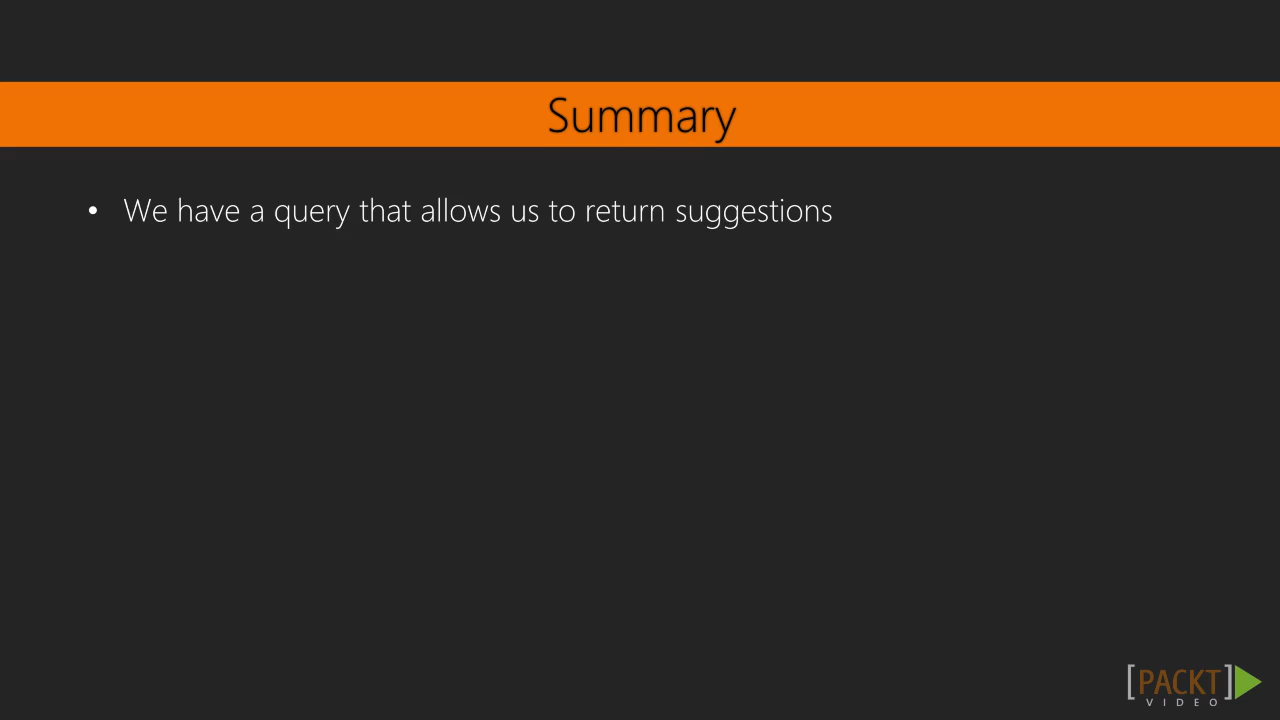 Summary
• We have a query that allows us to return suggestions
[PACKT]
VIDEO